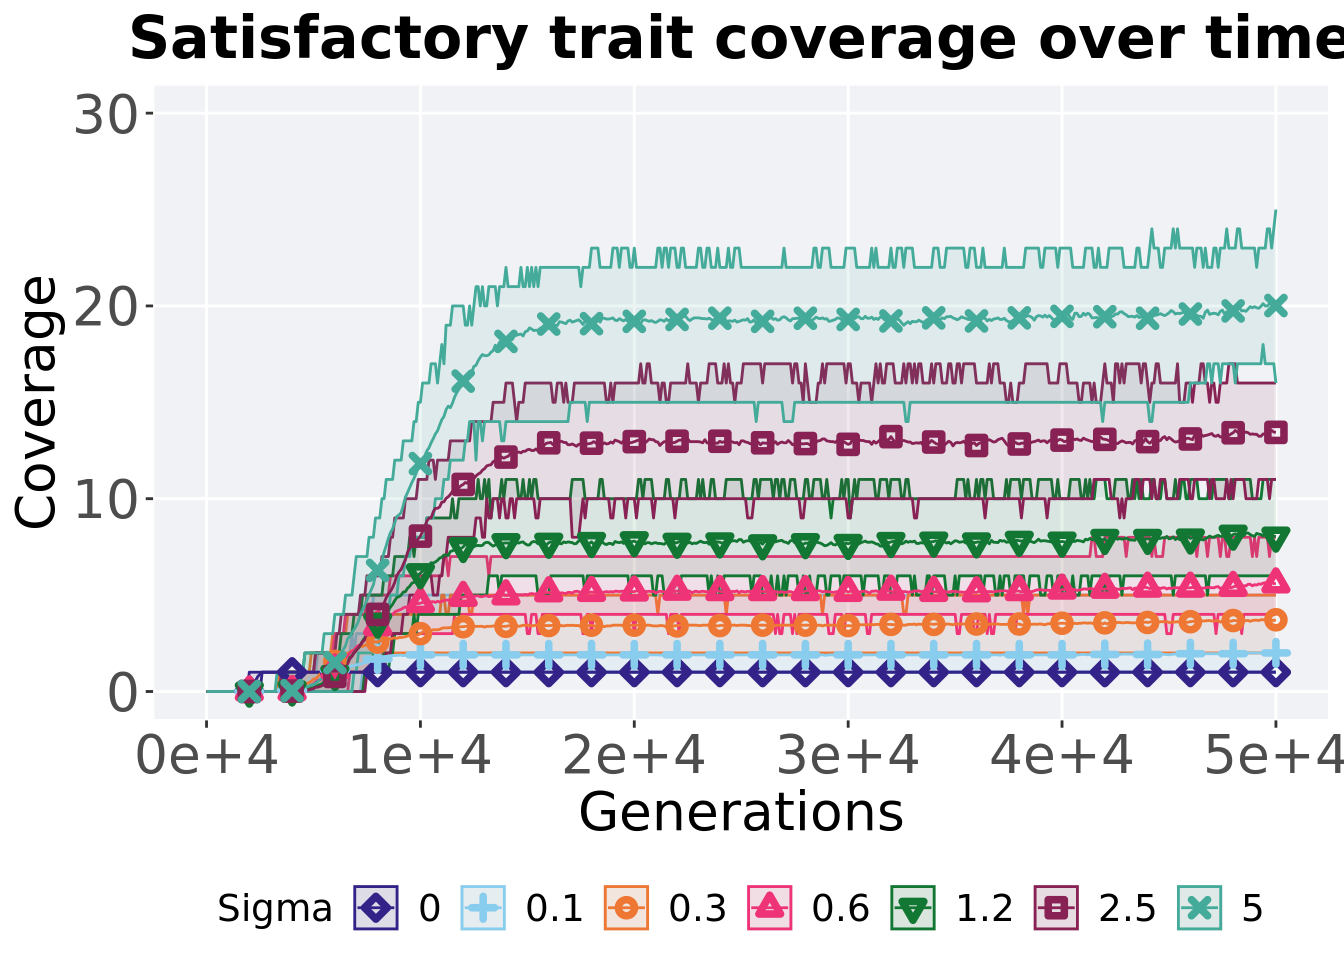 Satisfactory trait coverage over time
30
20
10
0
Coverage
0e+4 1e+4 2e+4 3e+4 4e+4 5e+4
Generations
Sigma 0 0.1 0.3 0.6 1.2 2.5 5